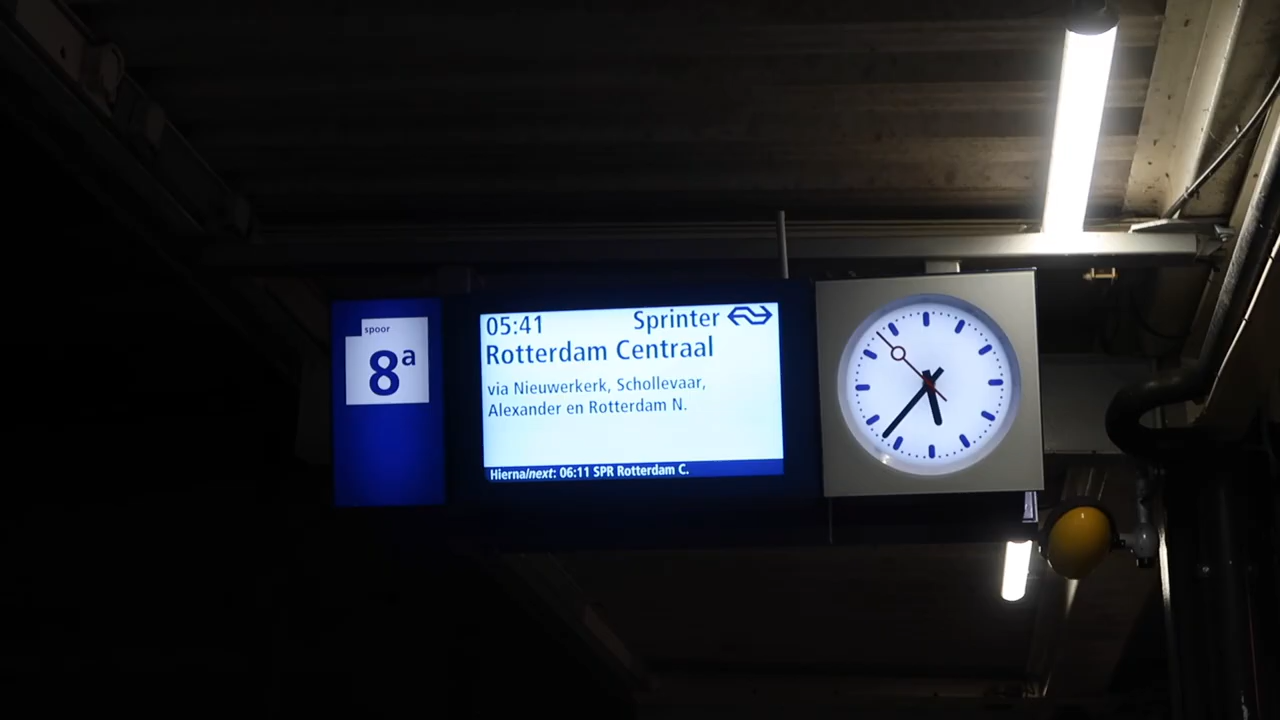 spoor
8a
05:41 Sprinter
Rotterdam Centraal
via Nieuwerkerk, Schollevaar,
Alexander en Rotterdam N.
Hierna/next: 06:11 SPR Rotterdam C.